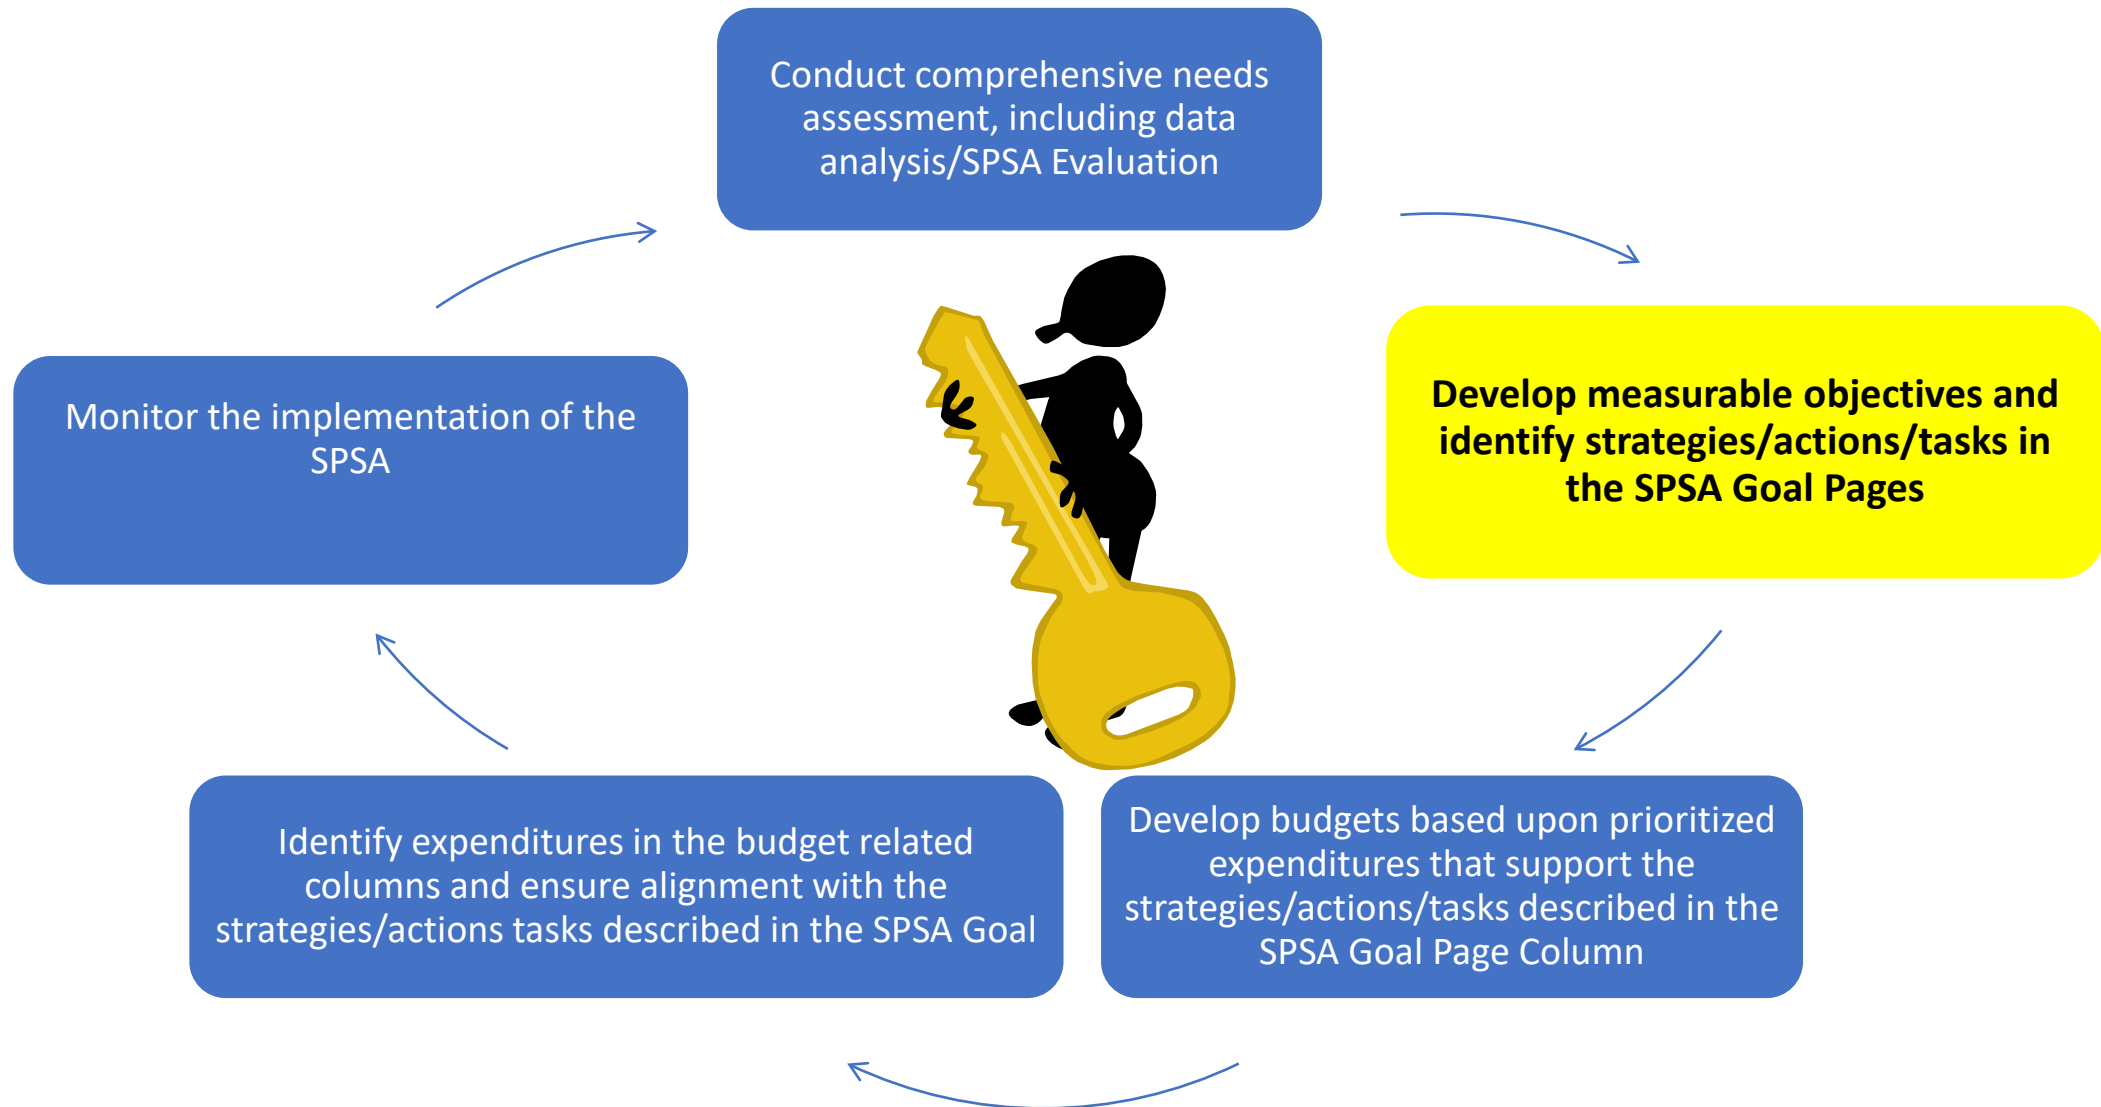 Conduct comprehensive needs
assessment, including data
analysis/SPSA Evaluation
Develop measurable objectives and
identify strategies/actions/tasks in
the SPSA Goal Pages
Develop budgets based upon prioritized
expenditures that support the
strategies/actions/tasks described in the
SPSA Goal Page Column
Identify expenditures in the budget related
columns and ensure alignment with the
strategies/actions tasks described in the SPSA Goal
Monitor the implementation of the
SPSA